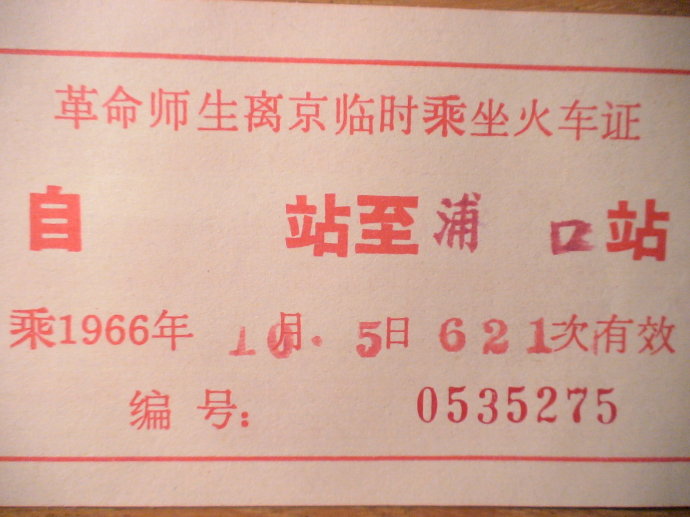 革命师生离京临时乘坐火车证
自 站至浦 口站
乘1966年 10月·5日 621次有效
编 号: 0535275